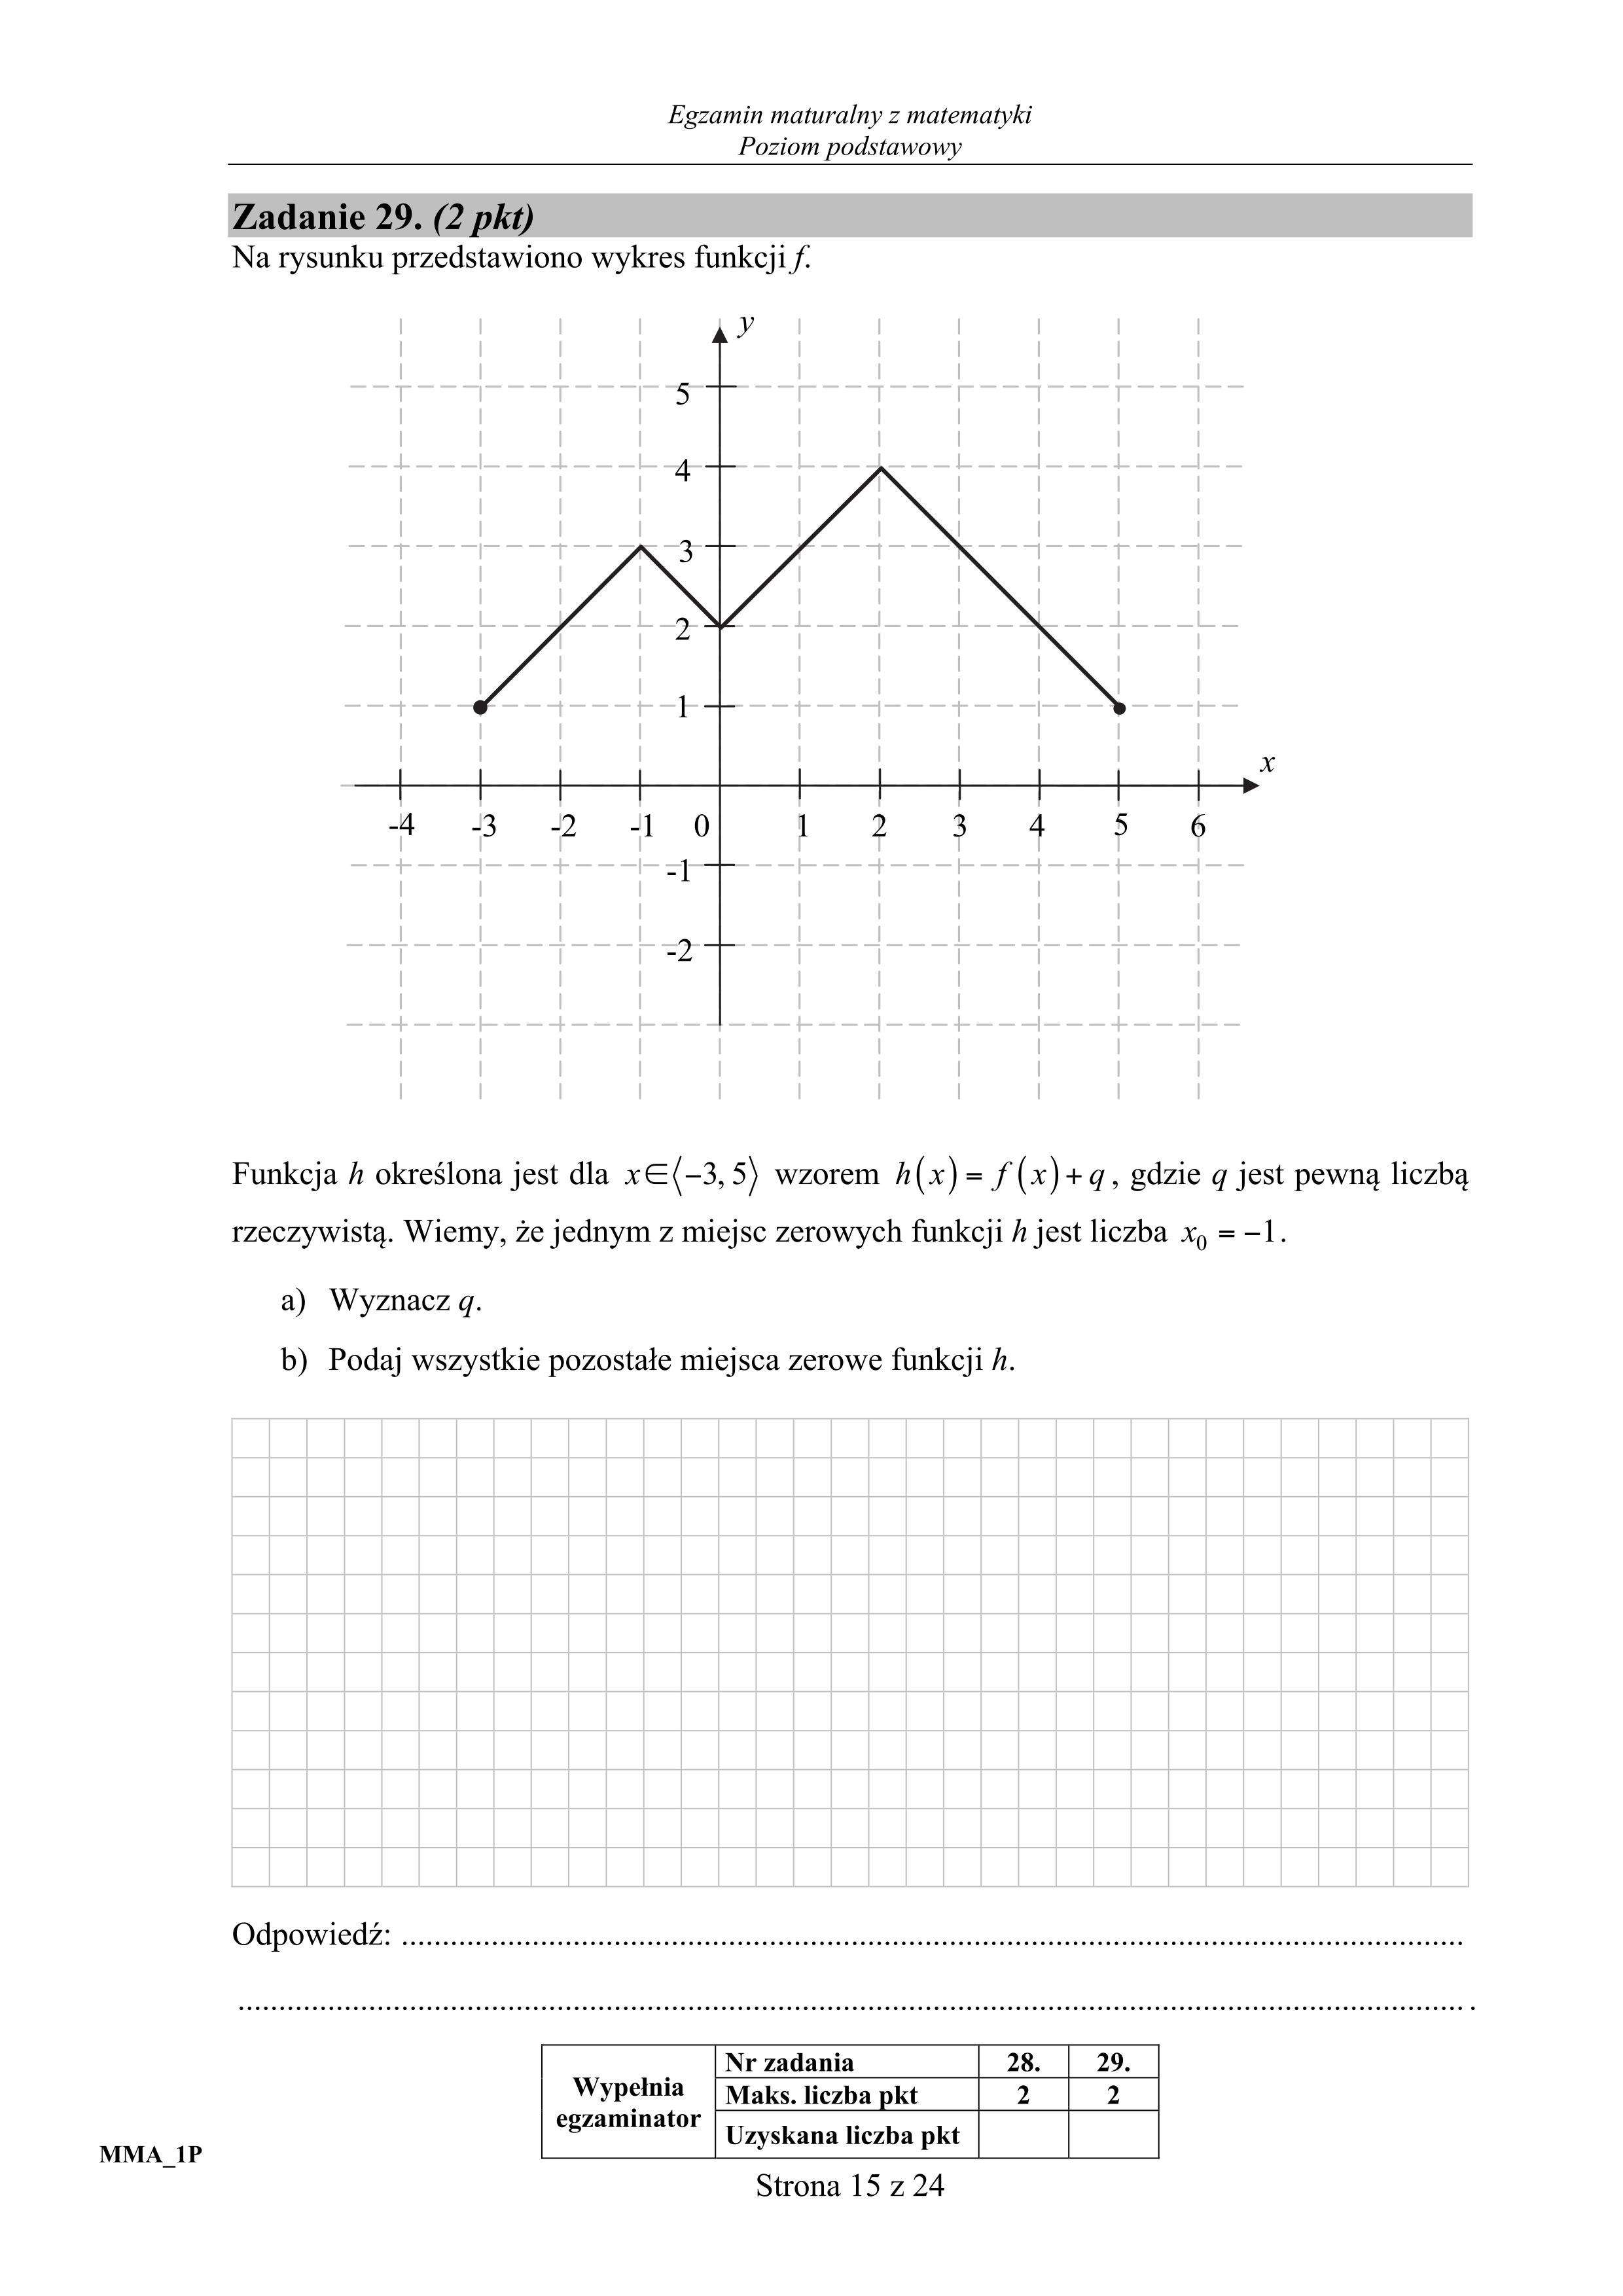 Egzamin maturalny z matematyki
Poziom podstawowy
Zadanie 29. (2 pkt)
Na rysunku przedstawiono wykres funkcji f.
y
5
4
3
2
1
x
-4 -3 -2 -1 0 1 2 3 4 5 6
-1
-2
Funkcja h określona jest dla x∈⟨−3, 5⟩ wzorem h(x) = f(x) + q, gdzie q jest pewną liczbą
rzeczywistą. Wiemy, że jednym z miejsc zerowych funkcji h jest liczba x₀ = −1.
a) Wyznacz q.
b) Podaj wszystkie pozostałe miejsca zerowe funkcji h.
Odpowiedź: ................................................................................................................................
.....................................................................................................................................................
Wypełnia
egzaminator
Nr zadania 28. 29.
Maks. liczba pkt 2 2
Uzyskana liczba pkt
MMA_1P
Strona 15 z 24